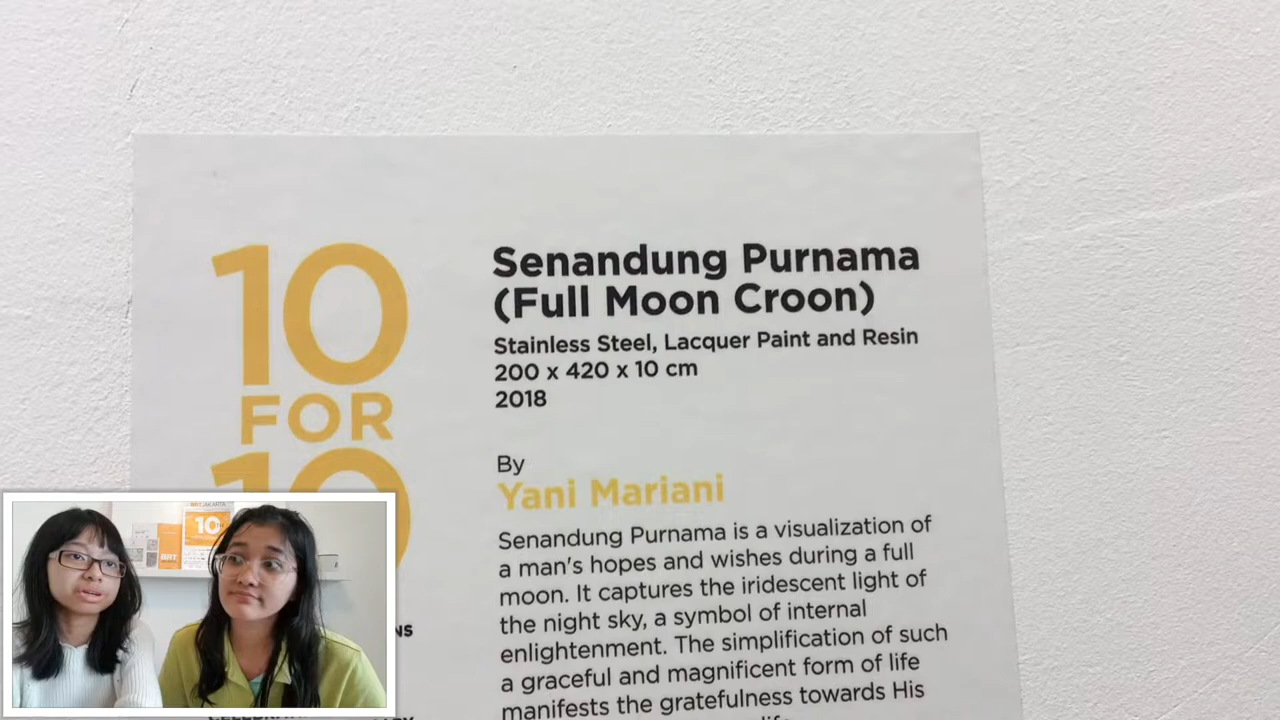 10
FOR
10
Senandung Purnama
(Full Moon Croon)
Stainless Steel, Lacquer Paint and Resin
200 x 420 x 10 cm
2018
By
Yani Mariani
Senandung Purnama is a visualization of
a man's hopes and wishes during a full
moon. It captures the iridescent light of
the night sky, a symbol of internal
enlightenment. The simplification of such
a graceful and magnificent form of life
manifests the gratefulness towards His
10